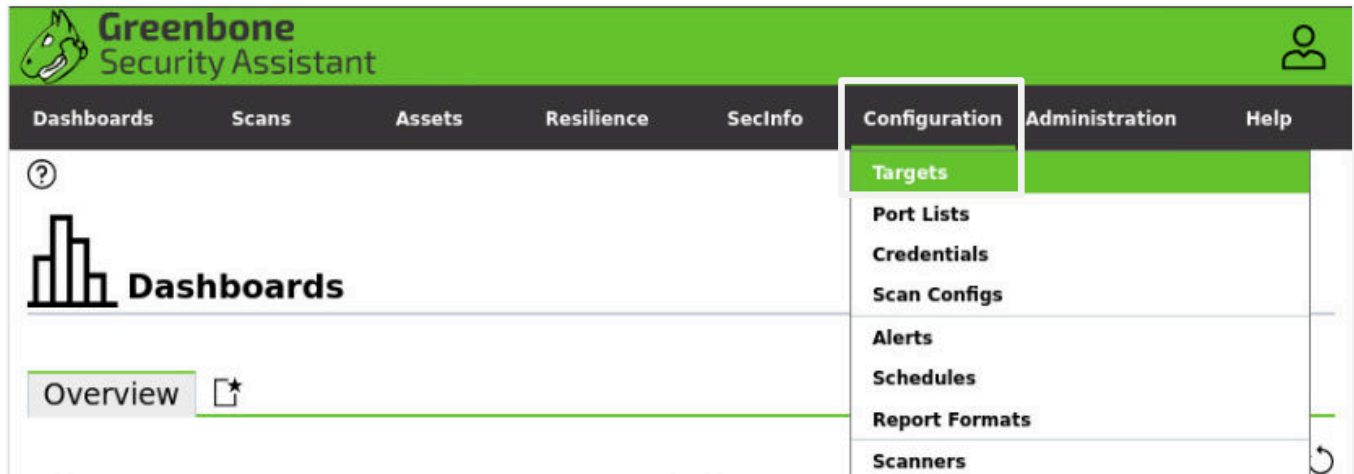 Greenbone
Security Assistant
Dashboards Scans Assets Resilience SecInfo Configuration Administration Help
Targets
Port Lists
Credentials
Dashboards
Scan Configs
Alerts
Schedules
Overview
Report Formats
Scanners